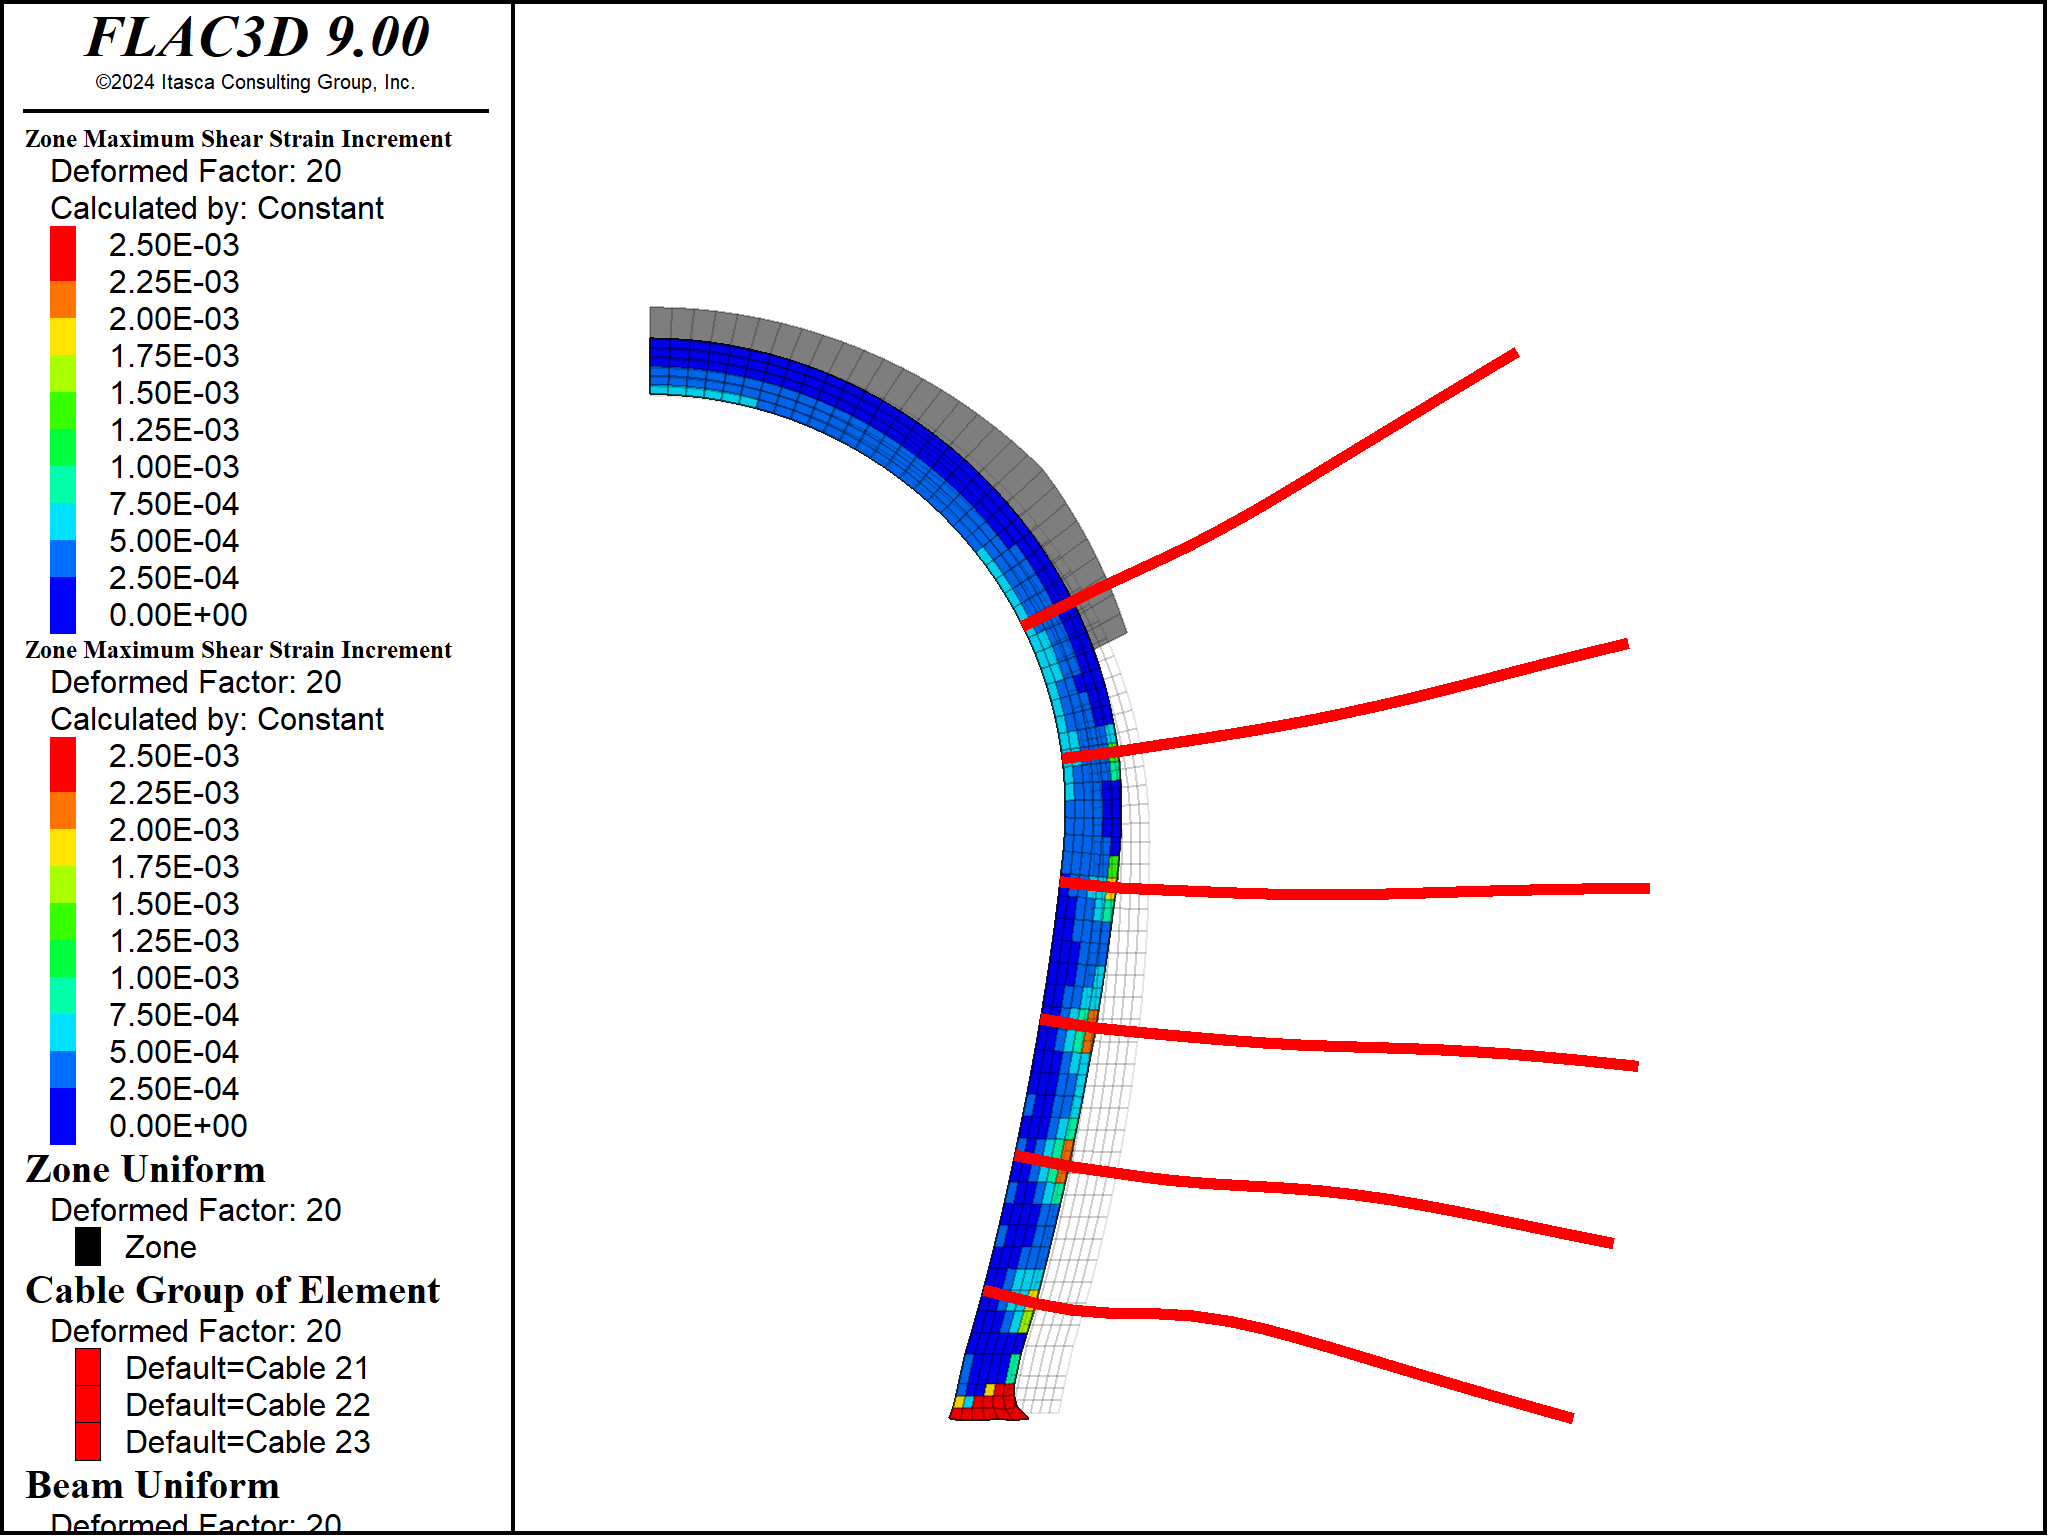 FLAC3D 9.00
©2024 Itasca Consulting Group, Inc.
Zone Maximum Shear Strain Increment
Deformed Factor: 20
Calculated by: Constant
2.50E-03
2.25E-03
2.00E-03
1.75E-03
1.50E-03
1.25E-03
1.00E-03
7.50E-04
5.00E-04
2.50E-04
0.00E+00
Zone Maximum Shear Strain Increment
Deformed Factor: 20
Calculated by: Constant
2.50E-03
2.25E-03
2.00E-03
1.75E-03
1.50E-03
1.25E-03
1.00E-03
7.50E-04
5.00E-04
2.50E-04
0.00E+00
Zone Uniform
Deformed Factor: 20
Zone
Cable Group of Element
Deformed Factor: 20
Default=Cable 21
Default=Cable 22
Default=Cable 23
Beam Uniform
Deformed Factor: 20